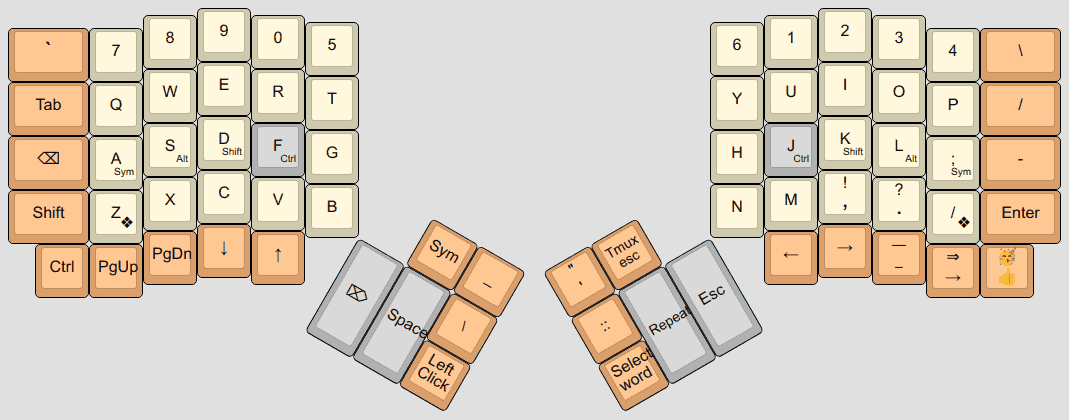 ` 7 8 9 0 5 6 1 2 3 4 \
Tab Q W E R T Y U I O P /
⌫ A Sym S Alt D Shift F Ctrl G H J Ctrl K Shift L Alt ; Sym -
Shift Z ❖ X C V B N M ! , ? . / ❖ Enter
Ctrl PgUp PgDn ↓ ↑ ← → — – ⇒ → 🥳 👍
⌦ Space Sym _ \ Left Click
" ' Tmux esc :: Select word Repeat Esc